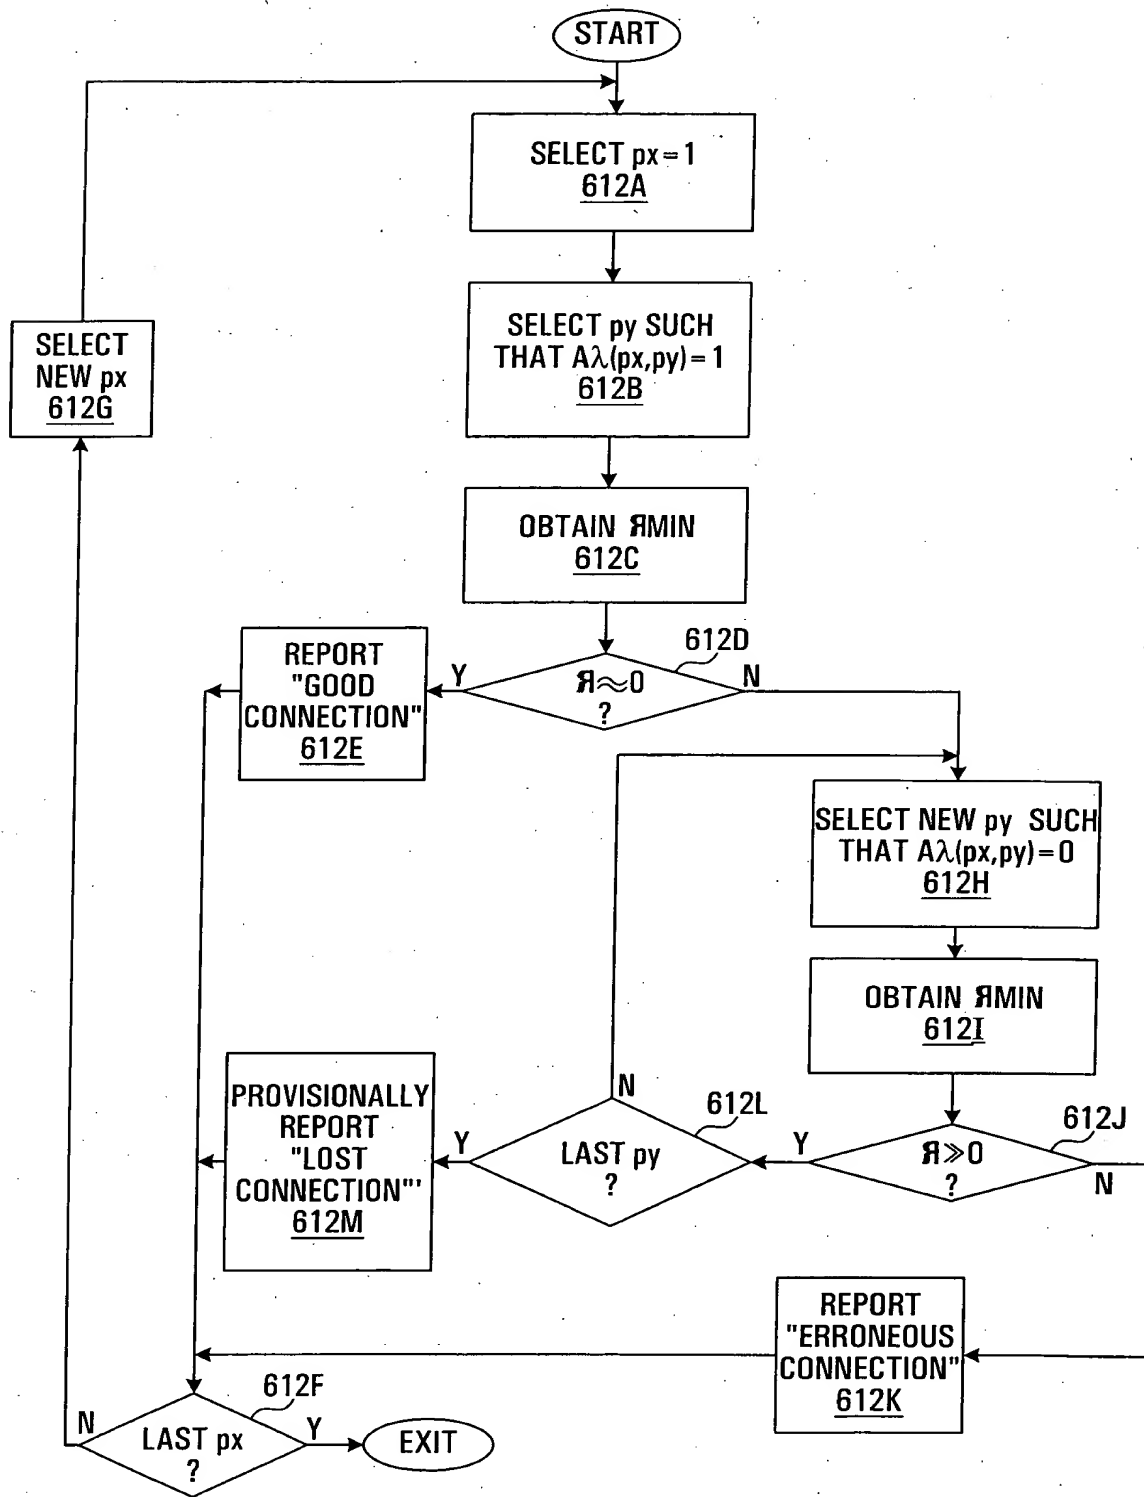 START
SELECT px=1
612A
SELECT py SUCH
THAT Aλ(px,py)=1
612B
SELECT
NEW px
612G
OBTAIN ЯMIN
612C
612D
Я≈0
?
Y
N
REPORT
"GOOD
CONNECTION"
612E
SELECT NEW py SUCH
THAT Aλ(px,py)=0
612H
OBTAIN ЯMIN
612I
612J
Я≫0
?
Y
N
612L
LAST py
?
N
Y
PROVISIONALLY
REPORT
"LOST
CONNECTION"'
612M
REPORT
"ERRONEOUS
CONNECTION"
612K
612F
LAST px
?
N
Y
EXIT